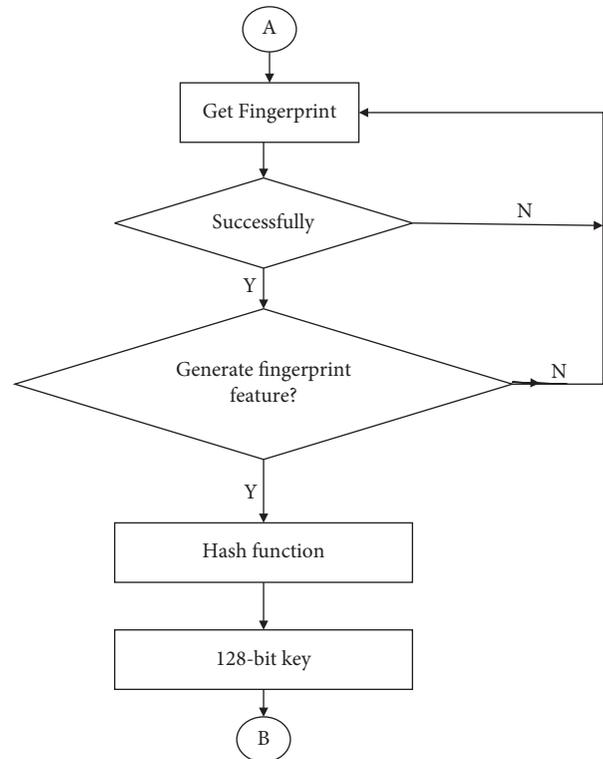 A
Get Fingerprint
Successfully
N
Y
Generate fingerprint
feature?
N
Y
Hash function
128-bit key
B